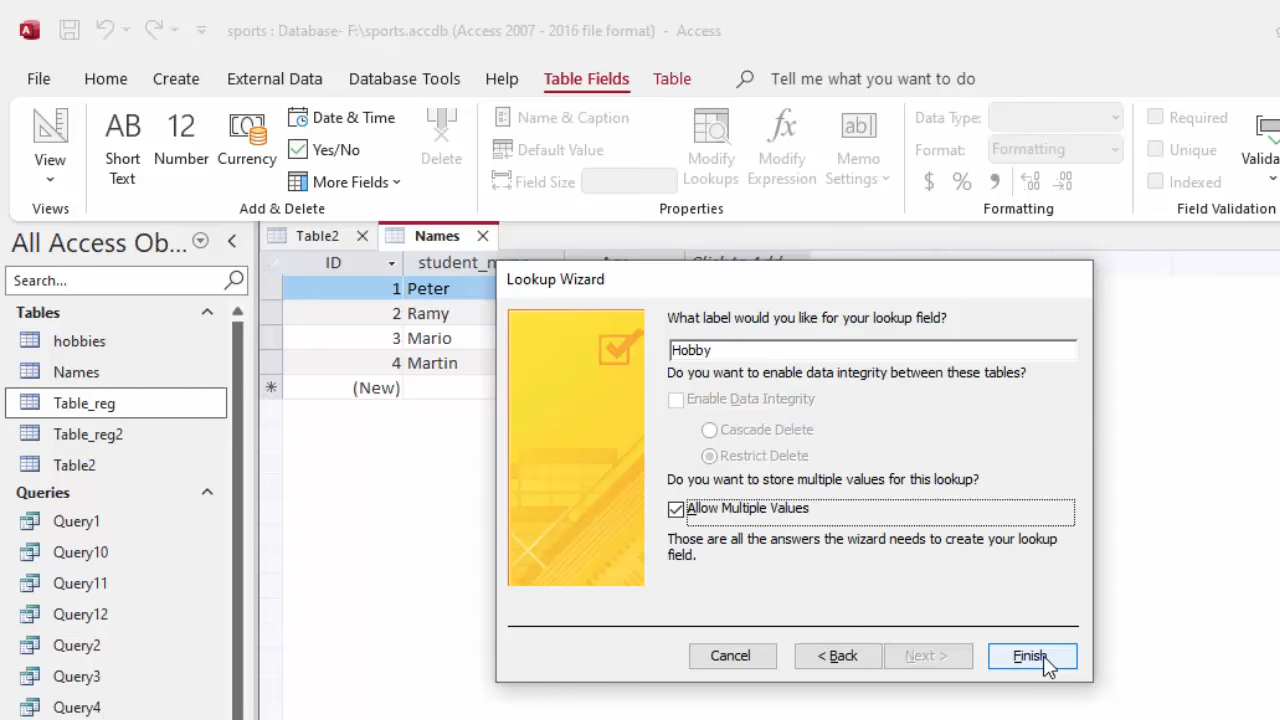 sports : Database- F:\sports.accdb (Access 2007 - 2016 file format) - Access
File Home Create External Data Database Tools Help Table Fields Table Tell me what you want to do
View
Views
AB
Short
Text
12
Number
Currency
Date & Time
Yes/No
More Fields
Delete
Add & Delete
Name & Caption
Default Value
Field Size
Modify
Lookups
fx
Modify
Expression
ab
Memo
Settings
Properties
Data Type:
Format: Formatting
$ % 9 .00 .00
Formatting
Required
Unique
Indexed
Valida
Field Validation
All Access Ob...
Search...
Tables
hobbies
Names
Table_reg
Table_reg2
Table2
Queries
Query1
Query10
Query11
Query12
Query2
Query3
Query4
Table2 Names
ID student_n
1 Peter
2 Ramy
3 Mario
4 Martin
(New)
Lookup Wizard
What label would you like for your lookup field?
Hobby
Do you want to enable data integrity between these tables?
Enable Data Integrity
Cascade Delete
Restrict Delete
Do you want to store multiple values for this lookup?
Allow Multiple Values
Those are all the answers the wizard needs to create your lookup
field.
Cancel < Back Next > Finish